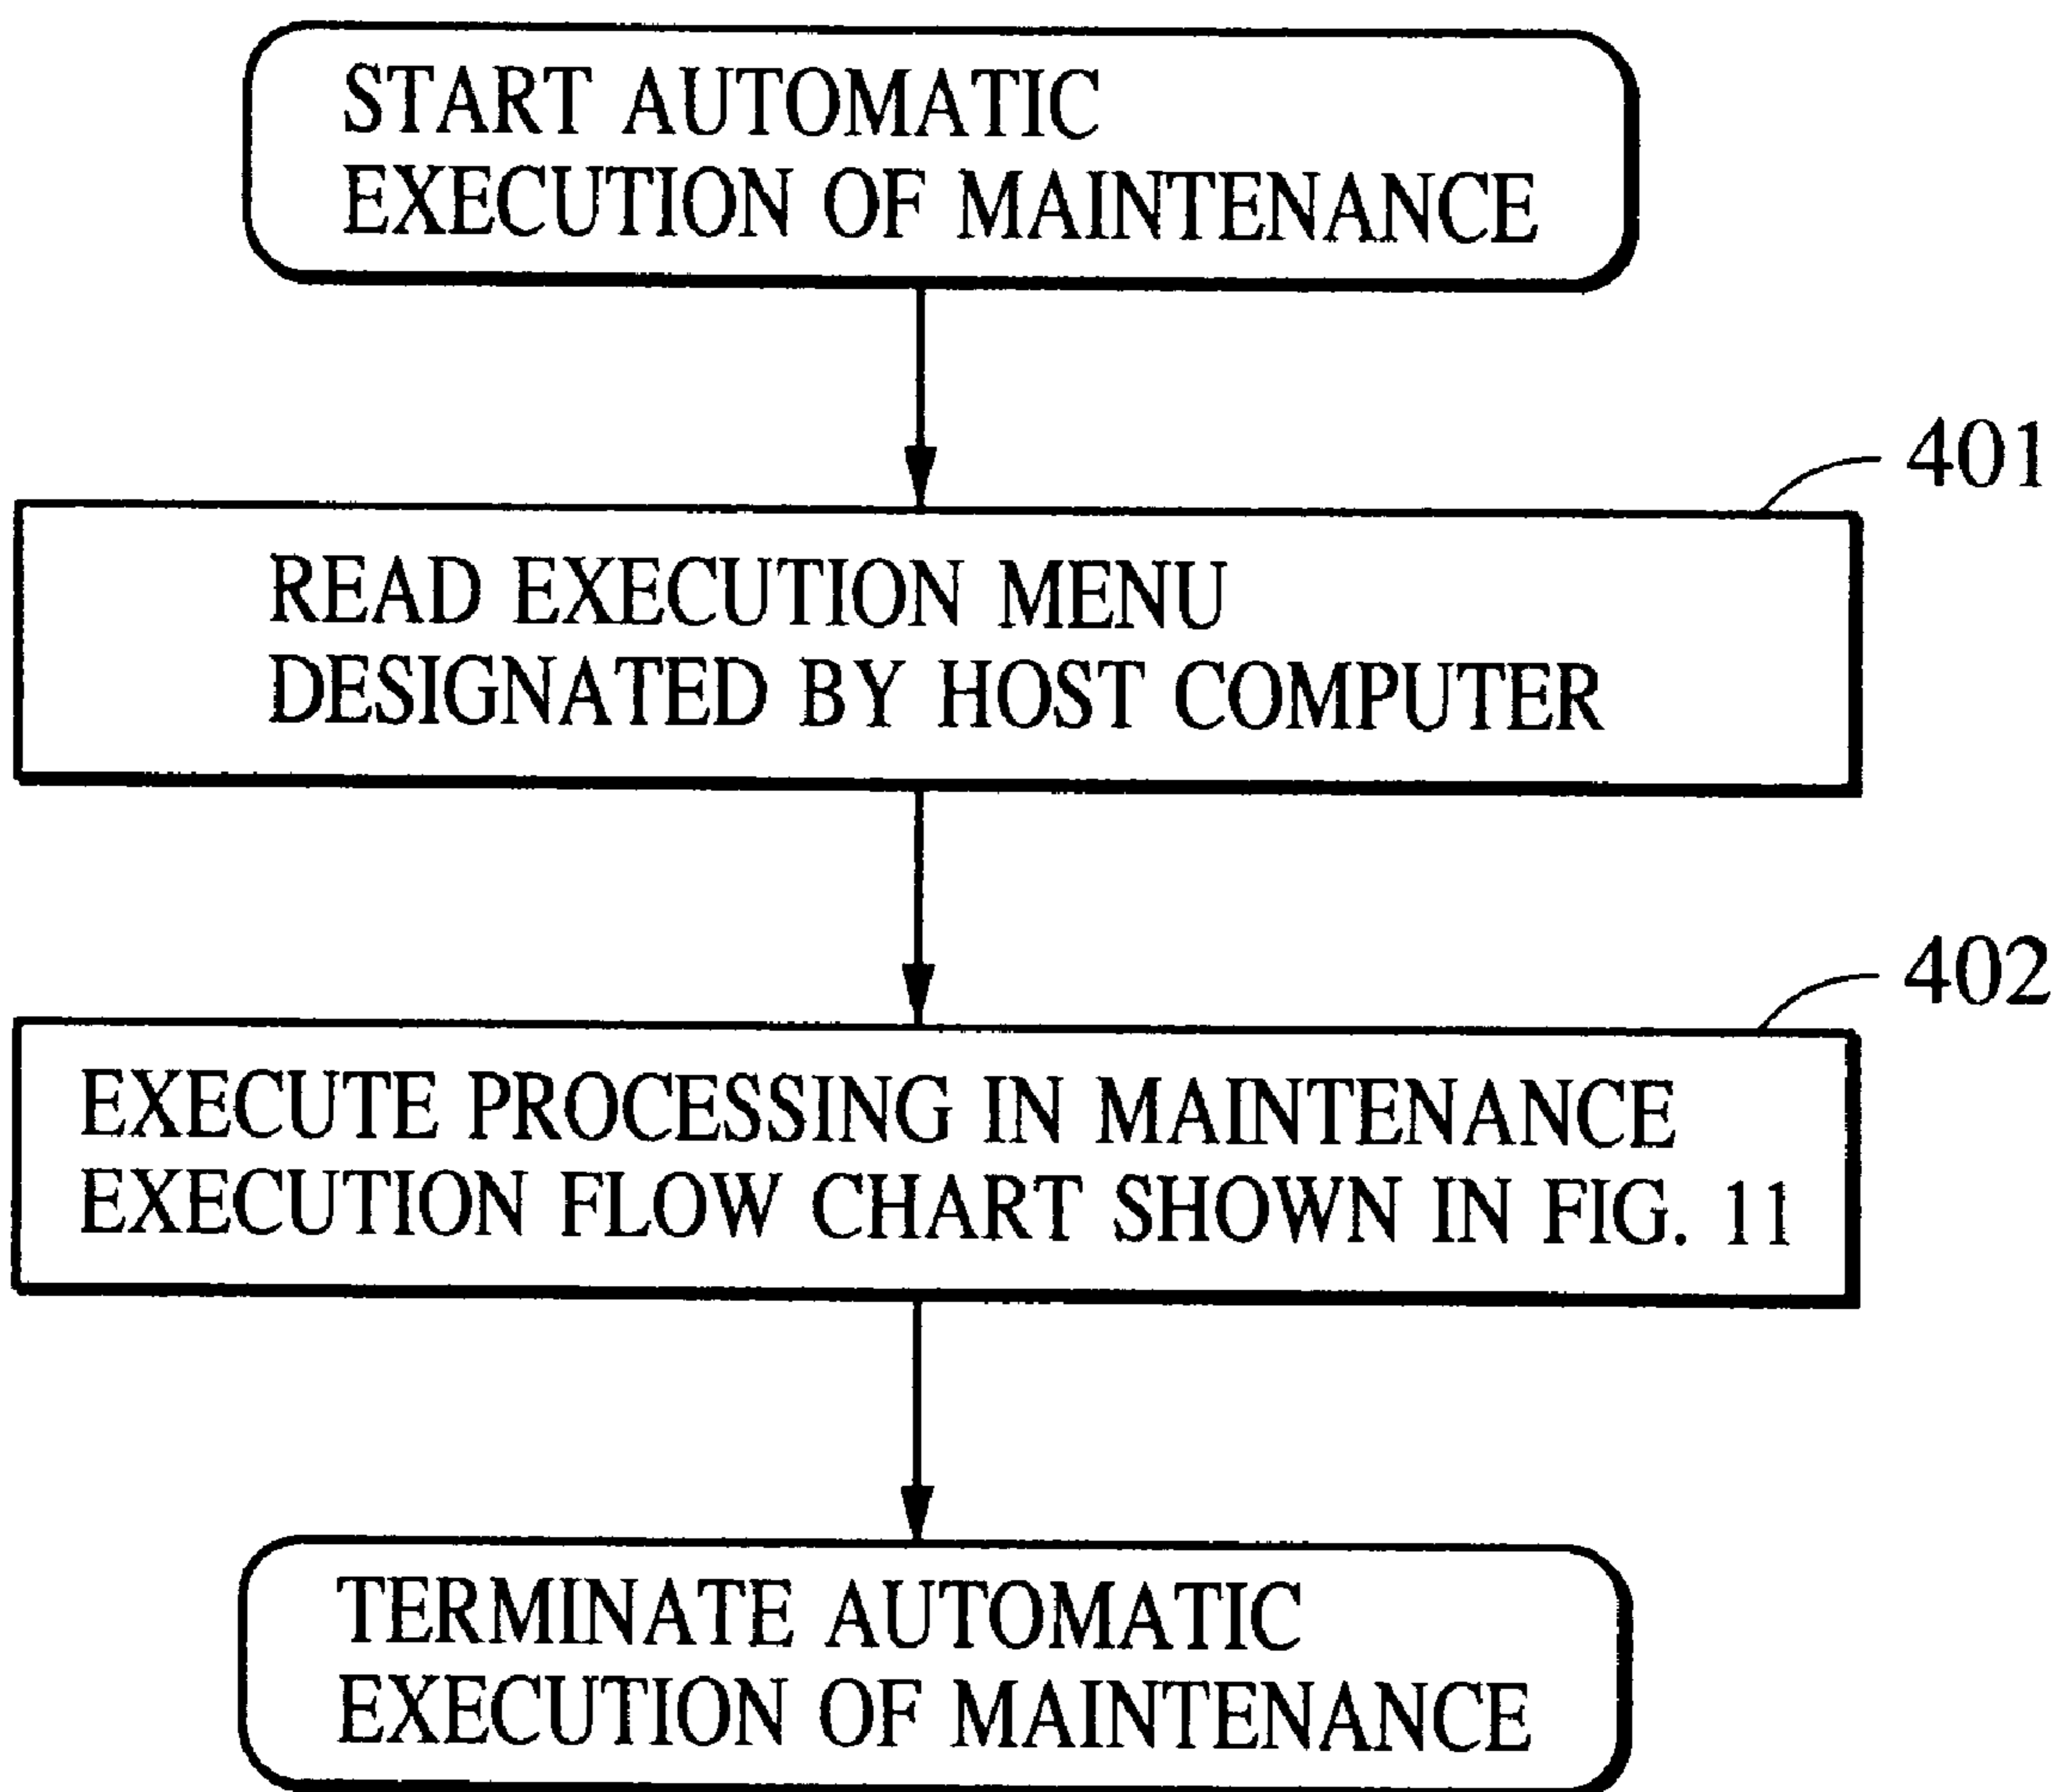 START AUTOMATIC
EXECUTION OF MAINTENANCE
401
READ EXECUTION MENU
DESIGNATED BY HOST COMPUTER
402
EXECUTE PROCESSING IN MAINTENANCE
EXECUTION FLOW CHART SHOWN IN FIG. 11
TERMINATE AUTOMATIC
EXECUTION OF MAINTENANCE